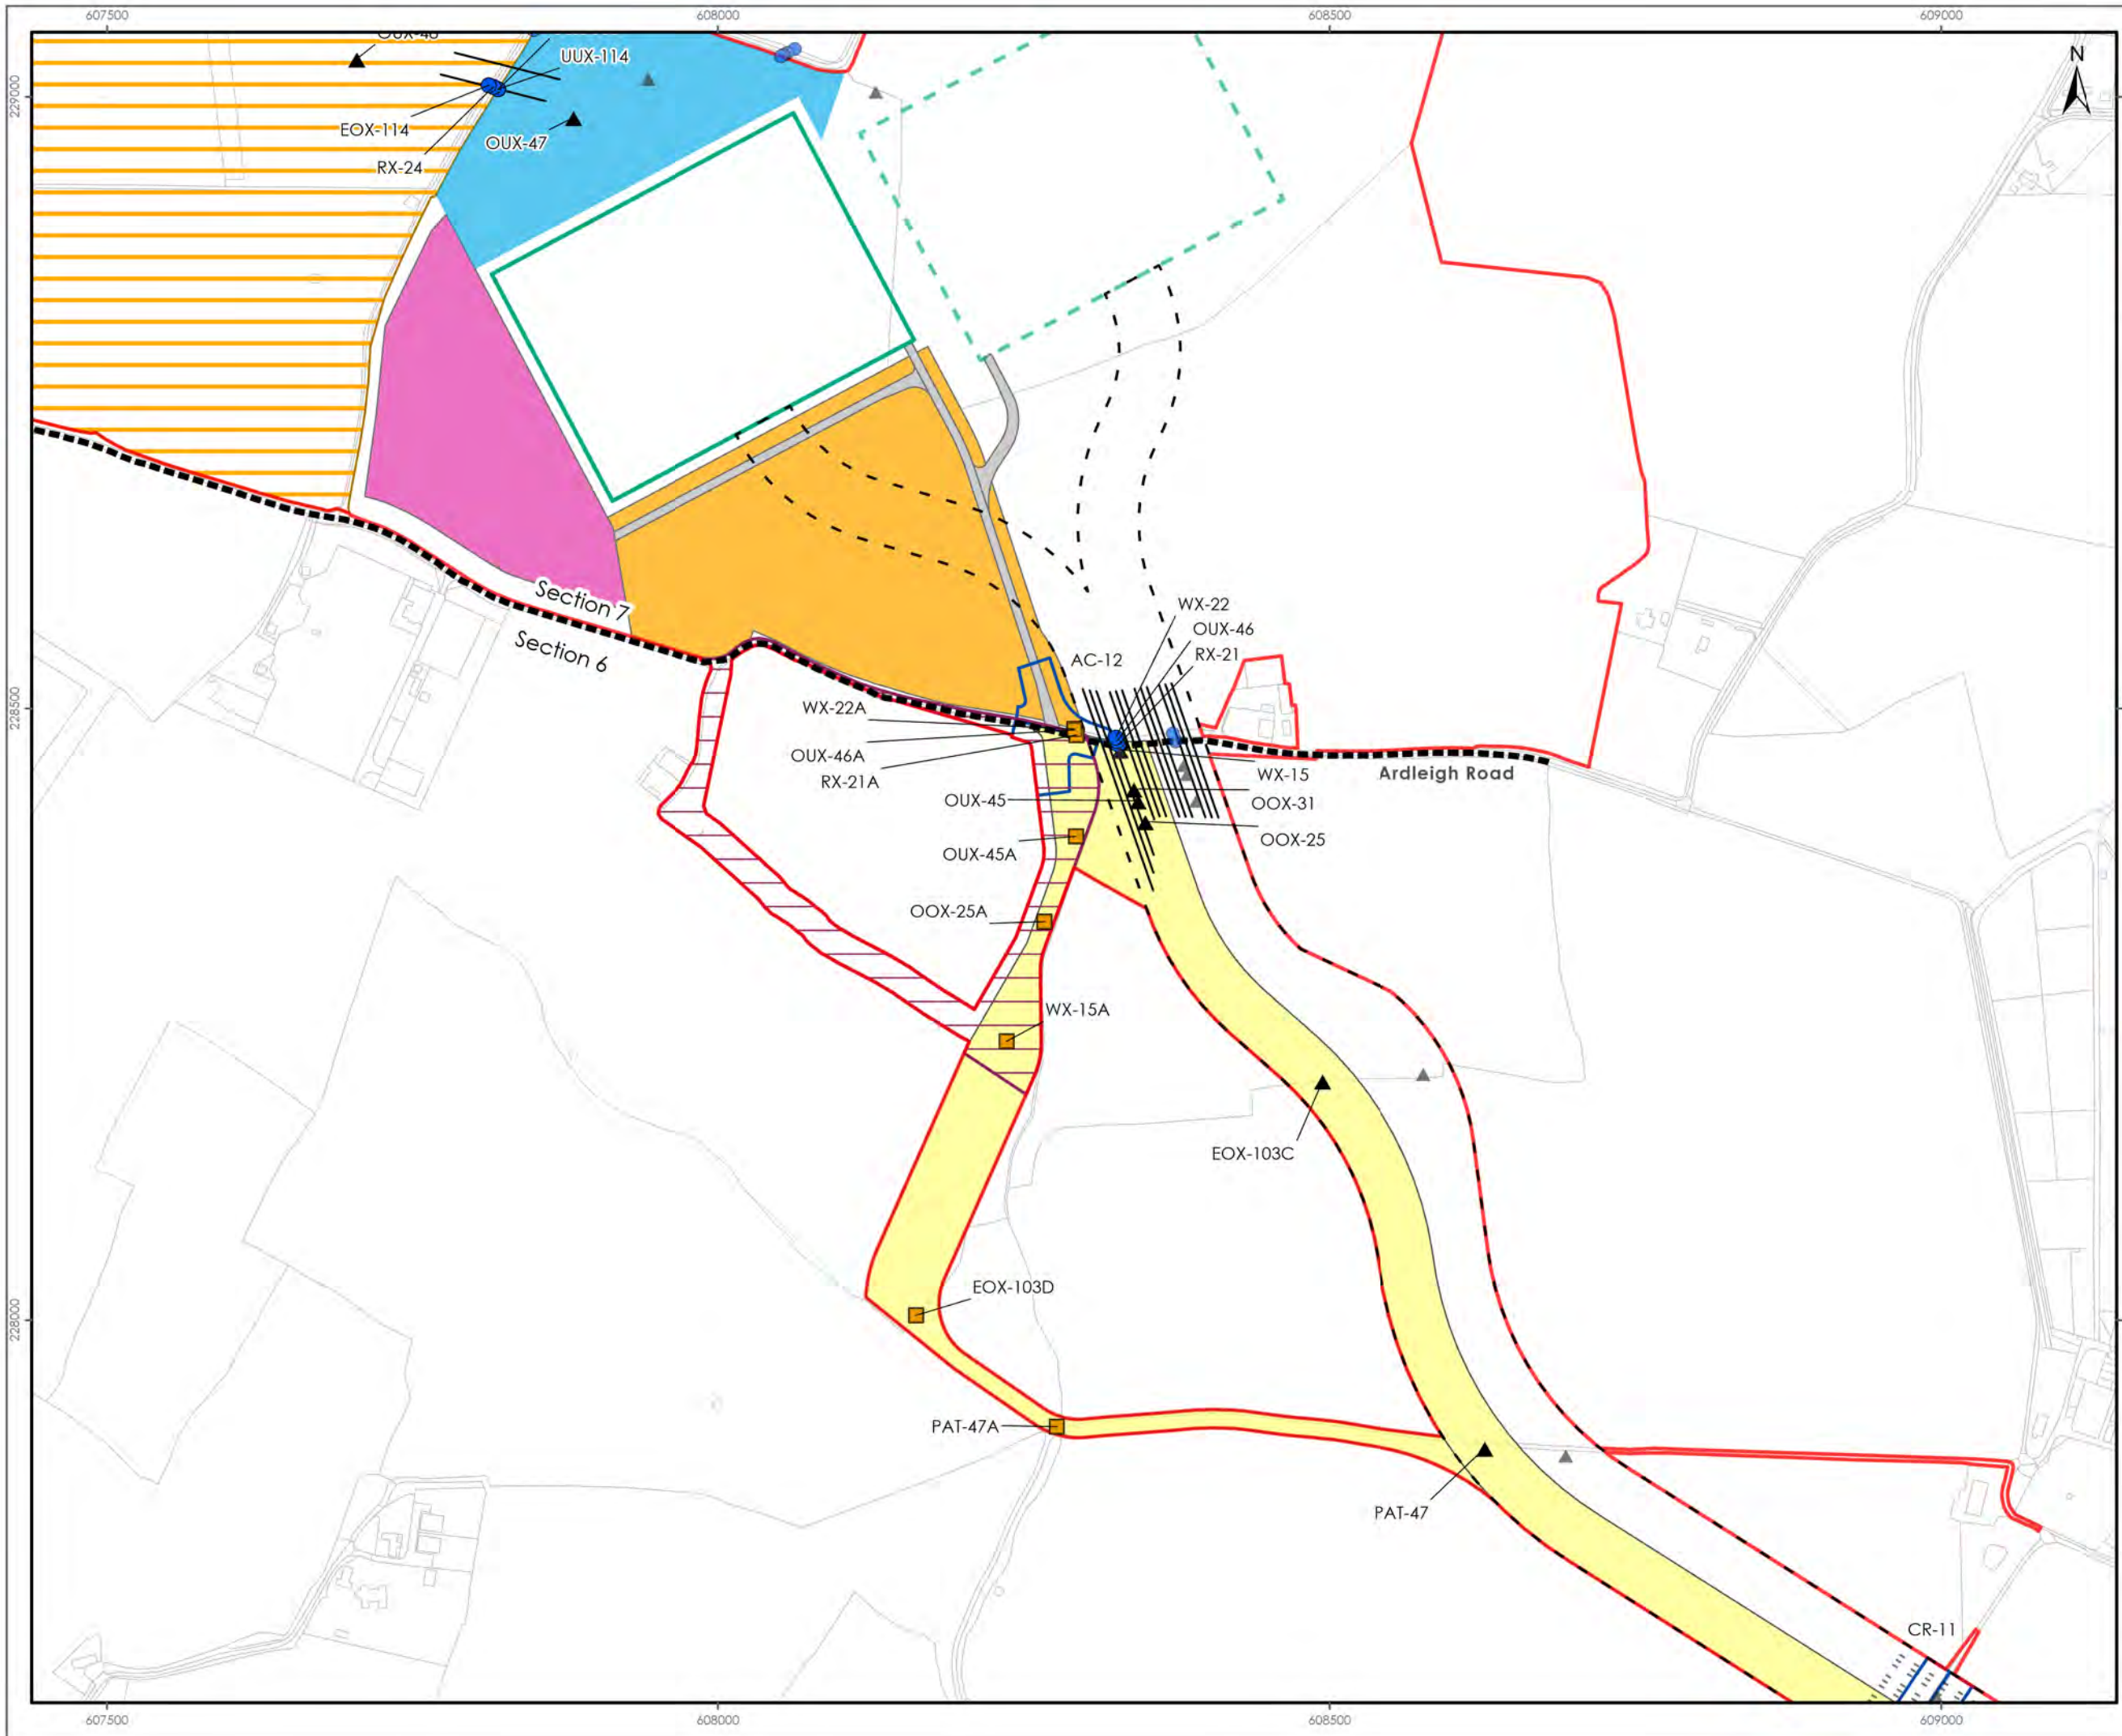 607500
608000
608500
609000
N
OUX-48
UUX-114
229000
EOX-114
OUX-47
RX-24
Section 7
Section 6
WX-22
OUX-46
RX-21
AC-12
228500
WX-22A
OUX-46A
RX-21A
WX-15
Ardleigh Road
OUX-45
OOX-31
OOX-25
OUX-45A
OOX-25A
WX-15A
EOX-103C
EOX-103D
228000
PAT-47A
PAT-47
CR-11
607500
608000
608500
609000